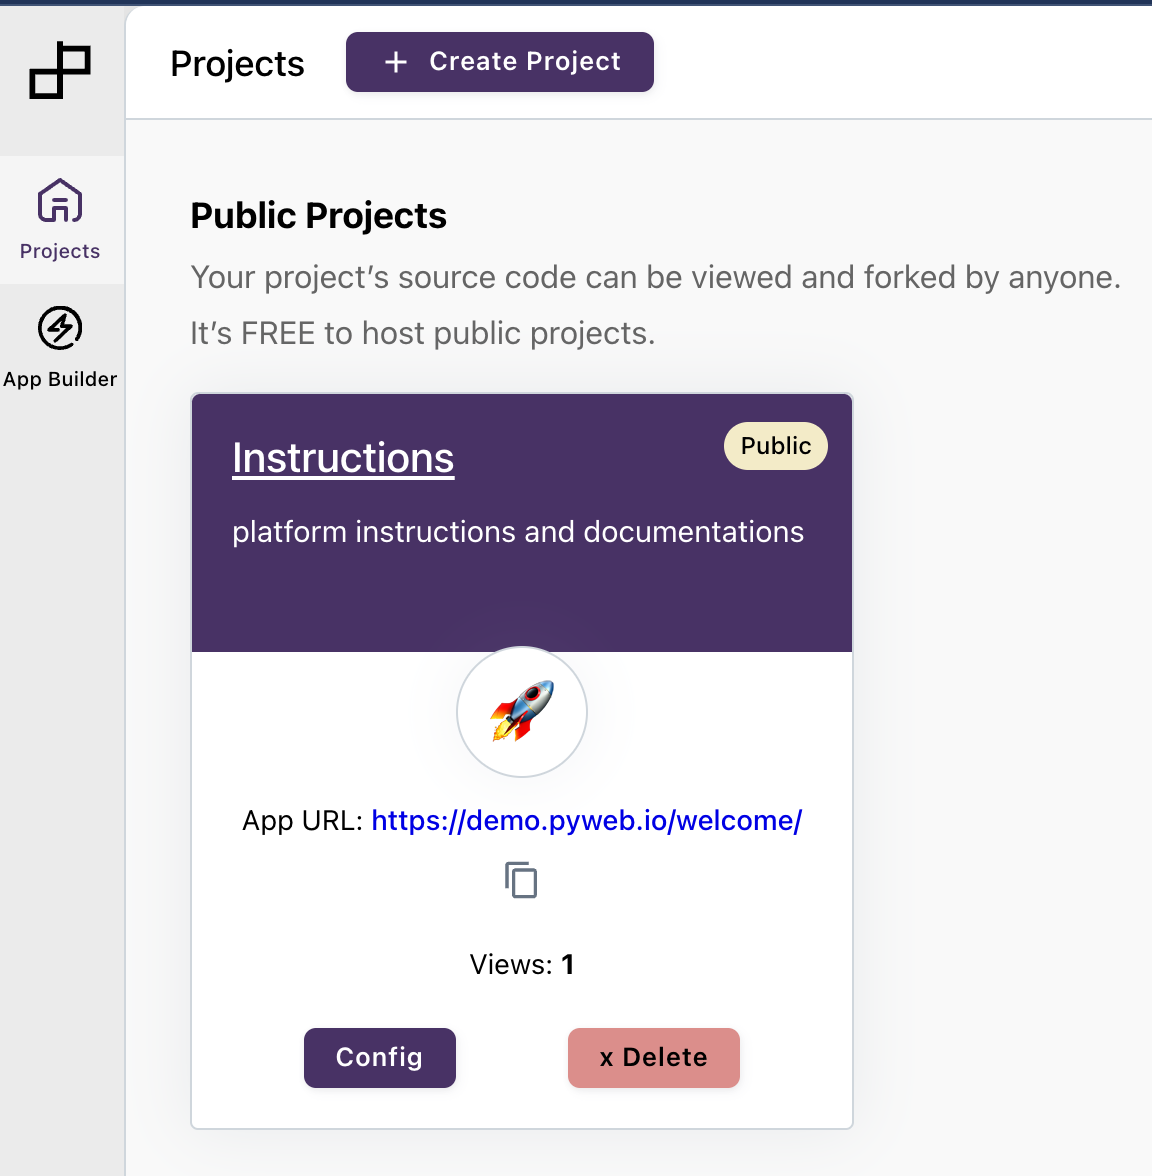 Projects
+ Create Project
Projects
App Builder
Public Projects
Your project’s source code can be viewed and forked by anyone.
It’s FREE to host public projects.
Instructions
Public
platform instructions and documentations
App URL: https://demo.pyweb.io/welcome/
Views: 1
Config
x Delete